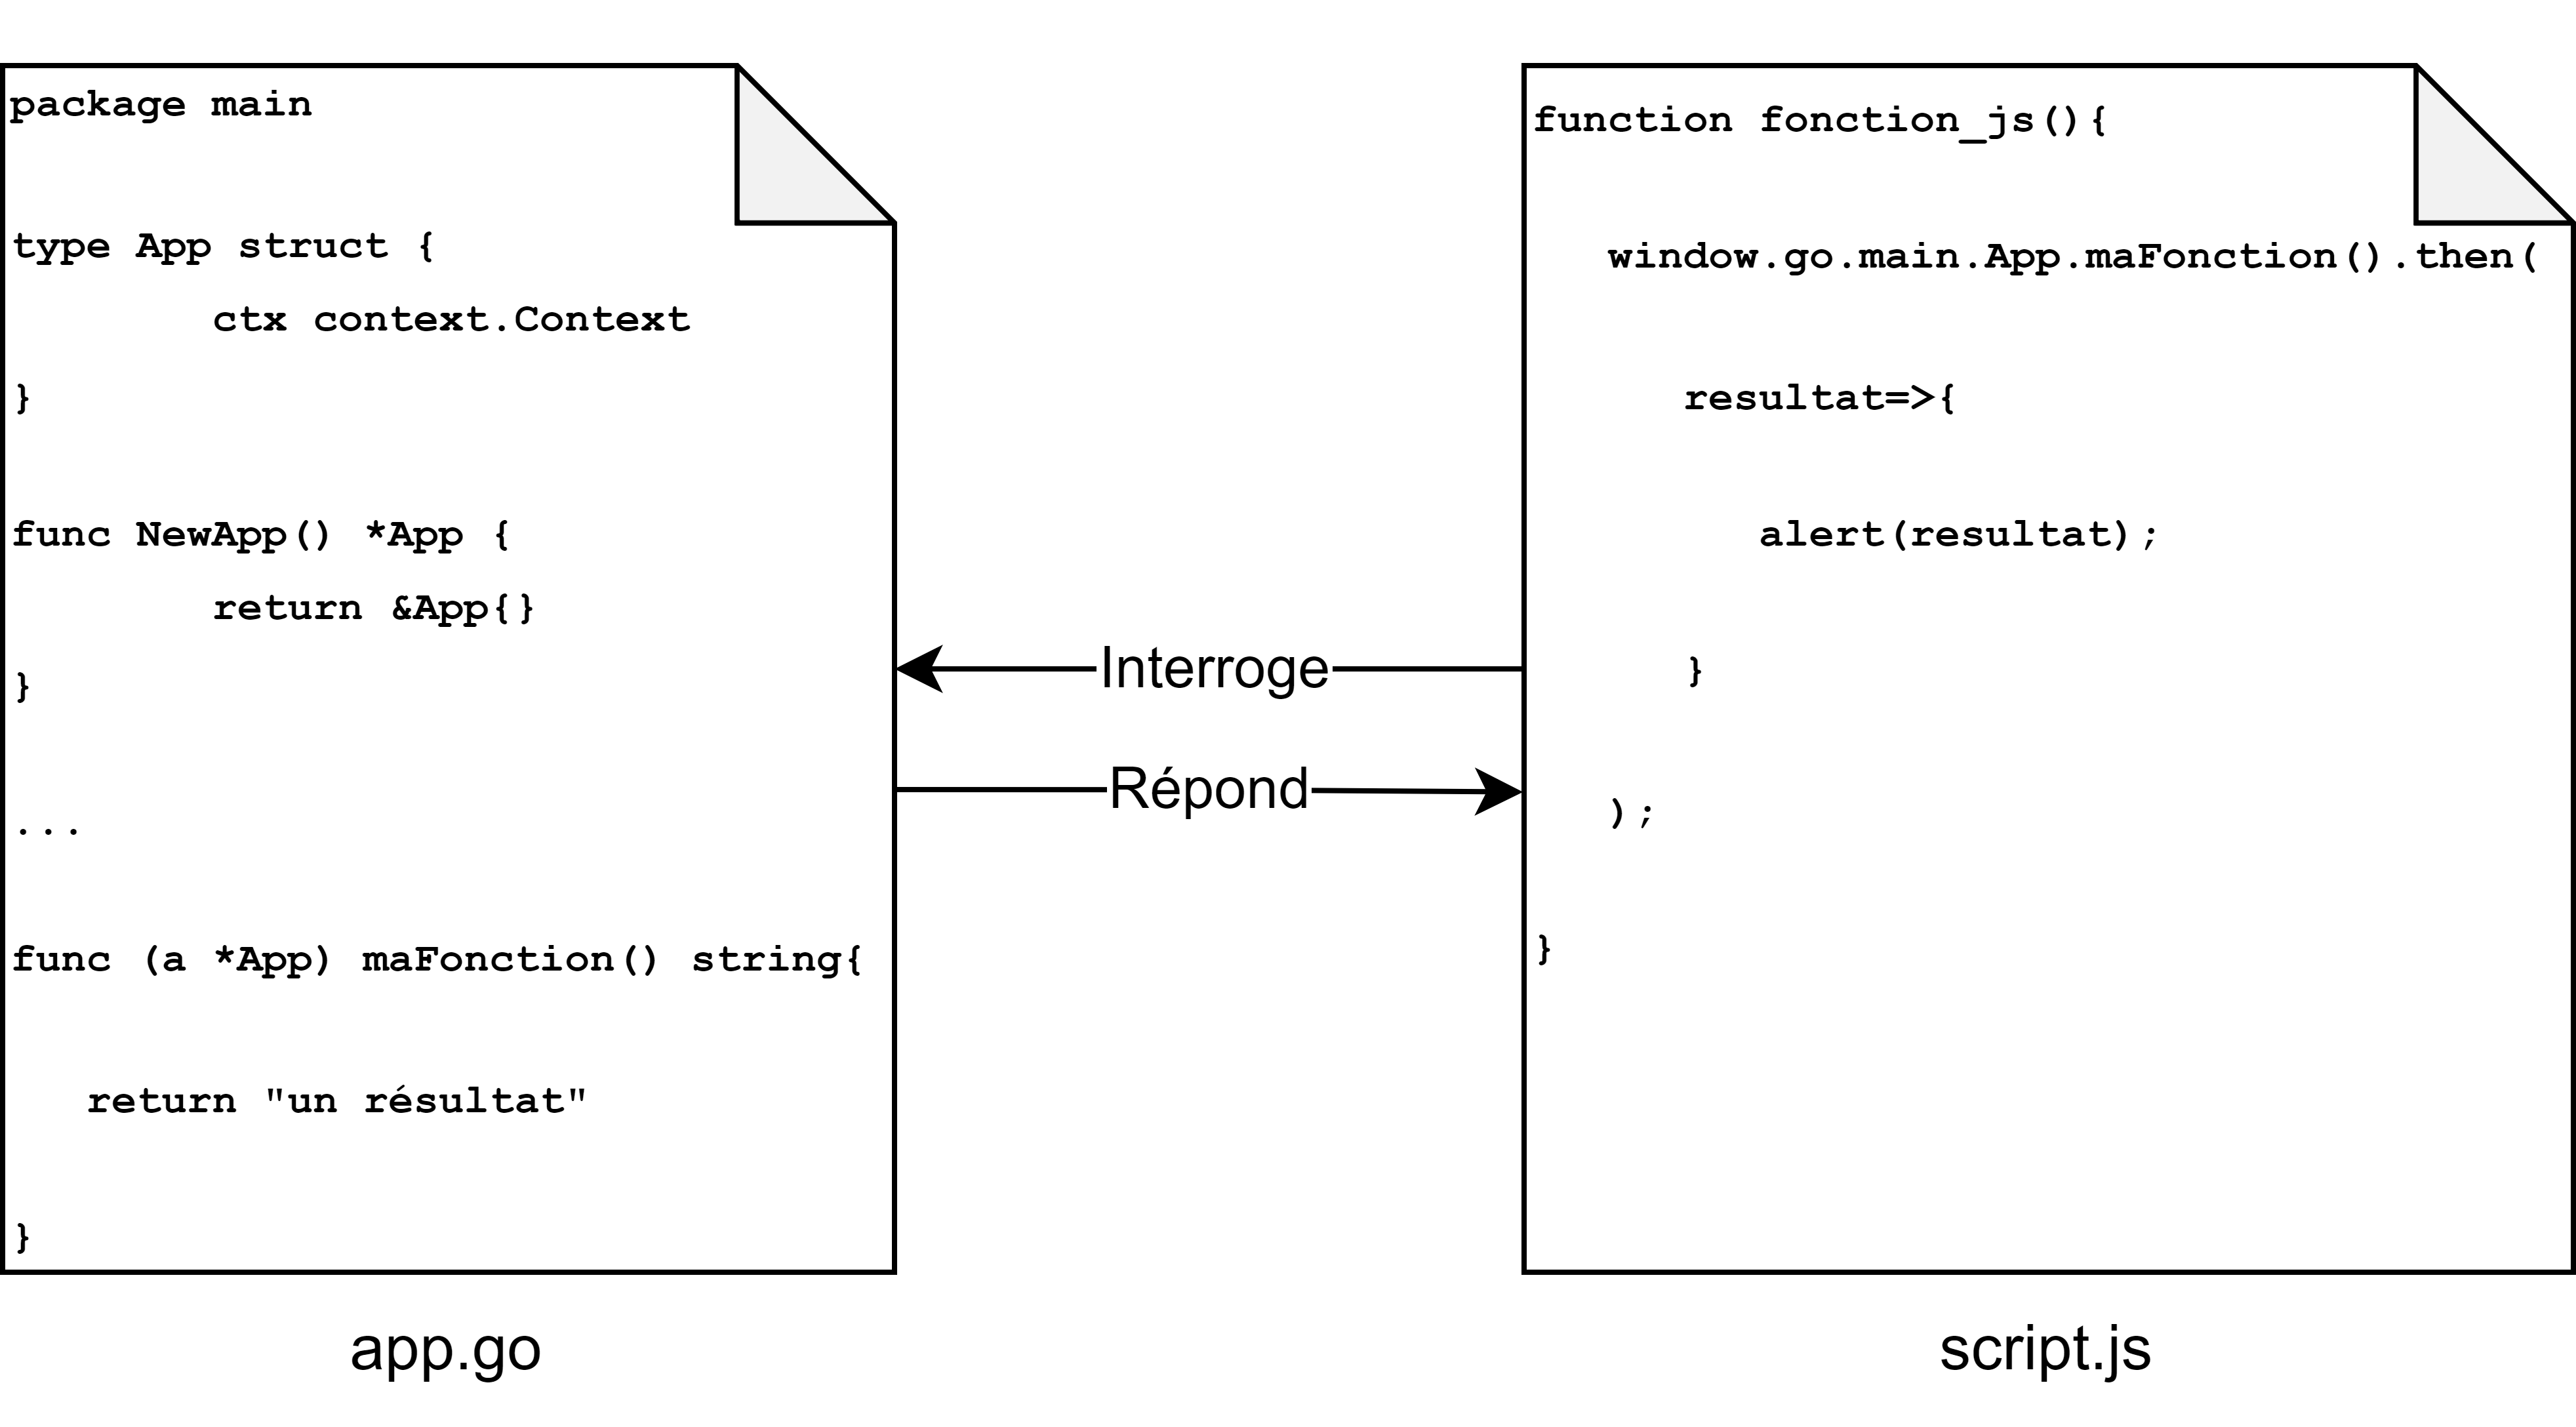 package main
type App struct {
ctx context.Context
}
func NewApp() *App {
return &App{}
}
...
func (a *App) maFonction() string{
return "un résultat"
}
app.go
Interroge
Répond
function fonction_js(){
window.go.main.App.maFonction().then(
resultat=>{
alert(resultat);
}
);
}
script.js